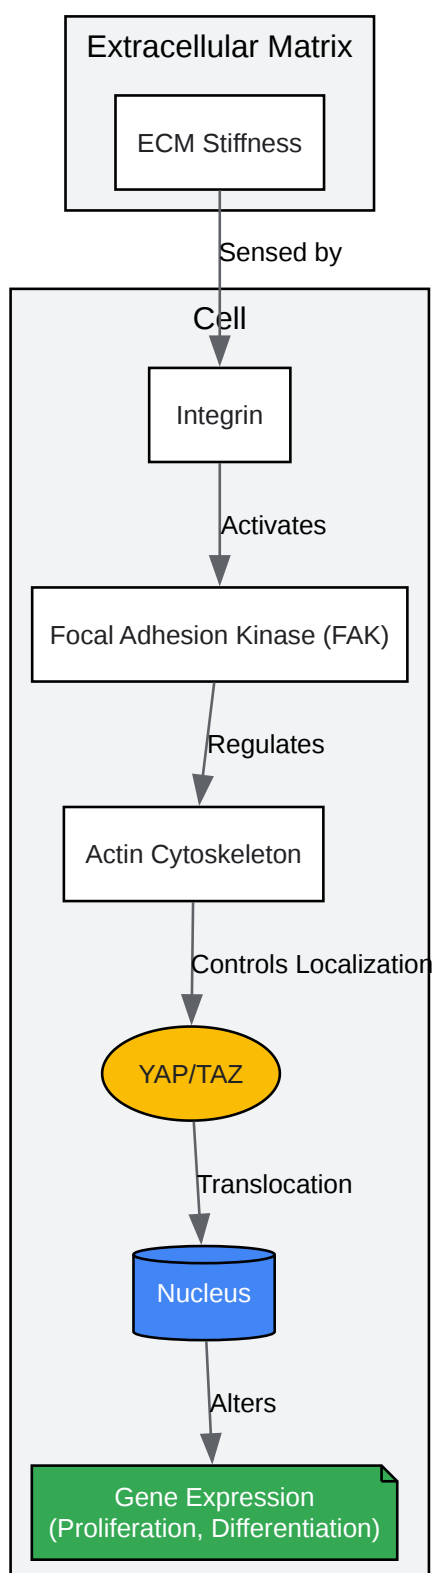 Extracellular Matrix
ECM Stiffness
Sensed by
Cell
Integrin
Activates
Focal Adhesion Kinase (FAK)
Regulates
Actin Cytoskeleton
Controls Localization
YAP/TAZ
Translocation
Nucleus
Alters
Gene Expression
(Proliferation, Differentiation)